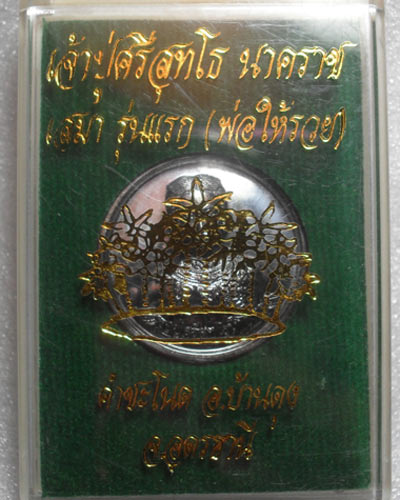 เจ้าปู่ศรีสุทโธ นาคราช
เสมา รุ่นแรก (พ่อให้รวย)
คำชะโนด อ.บ้านดุง
จ.อุดรธานี